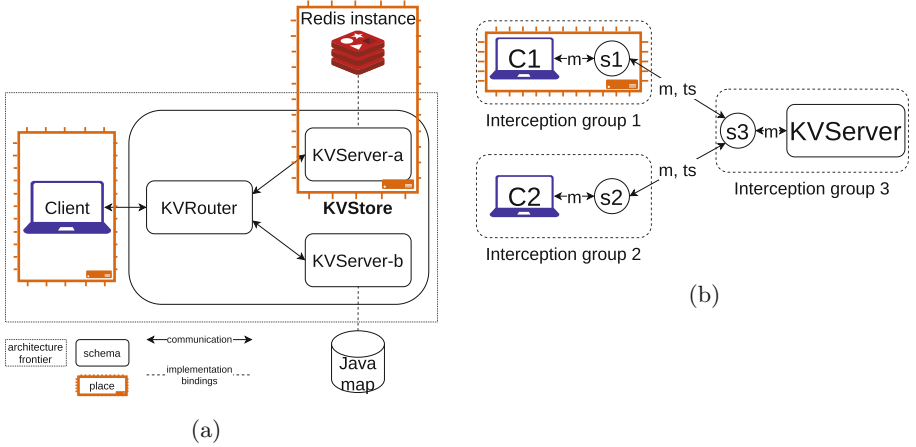 Redis instance
KVServer-a
Client
KVRouter
KVStore
KVServer-b
architecture
frontier
schema
communication
place
implementation
bindings
Java
map
(a)
C1
m
s1
m, ts
Interception group 1
s3
m
KVServer
C2
m
s2
m, ts
Interception group 3
Interception group 2
(b)